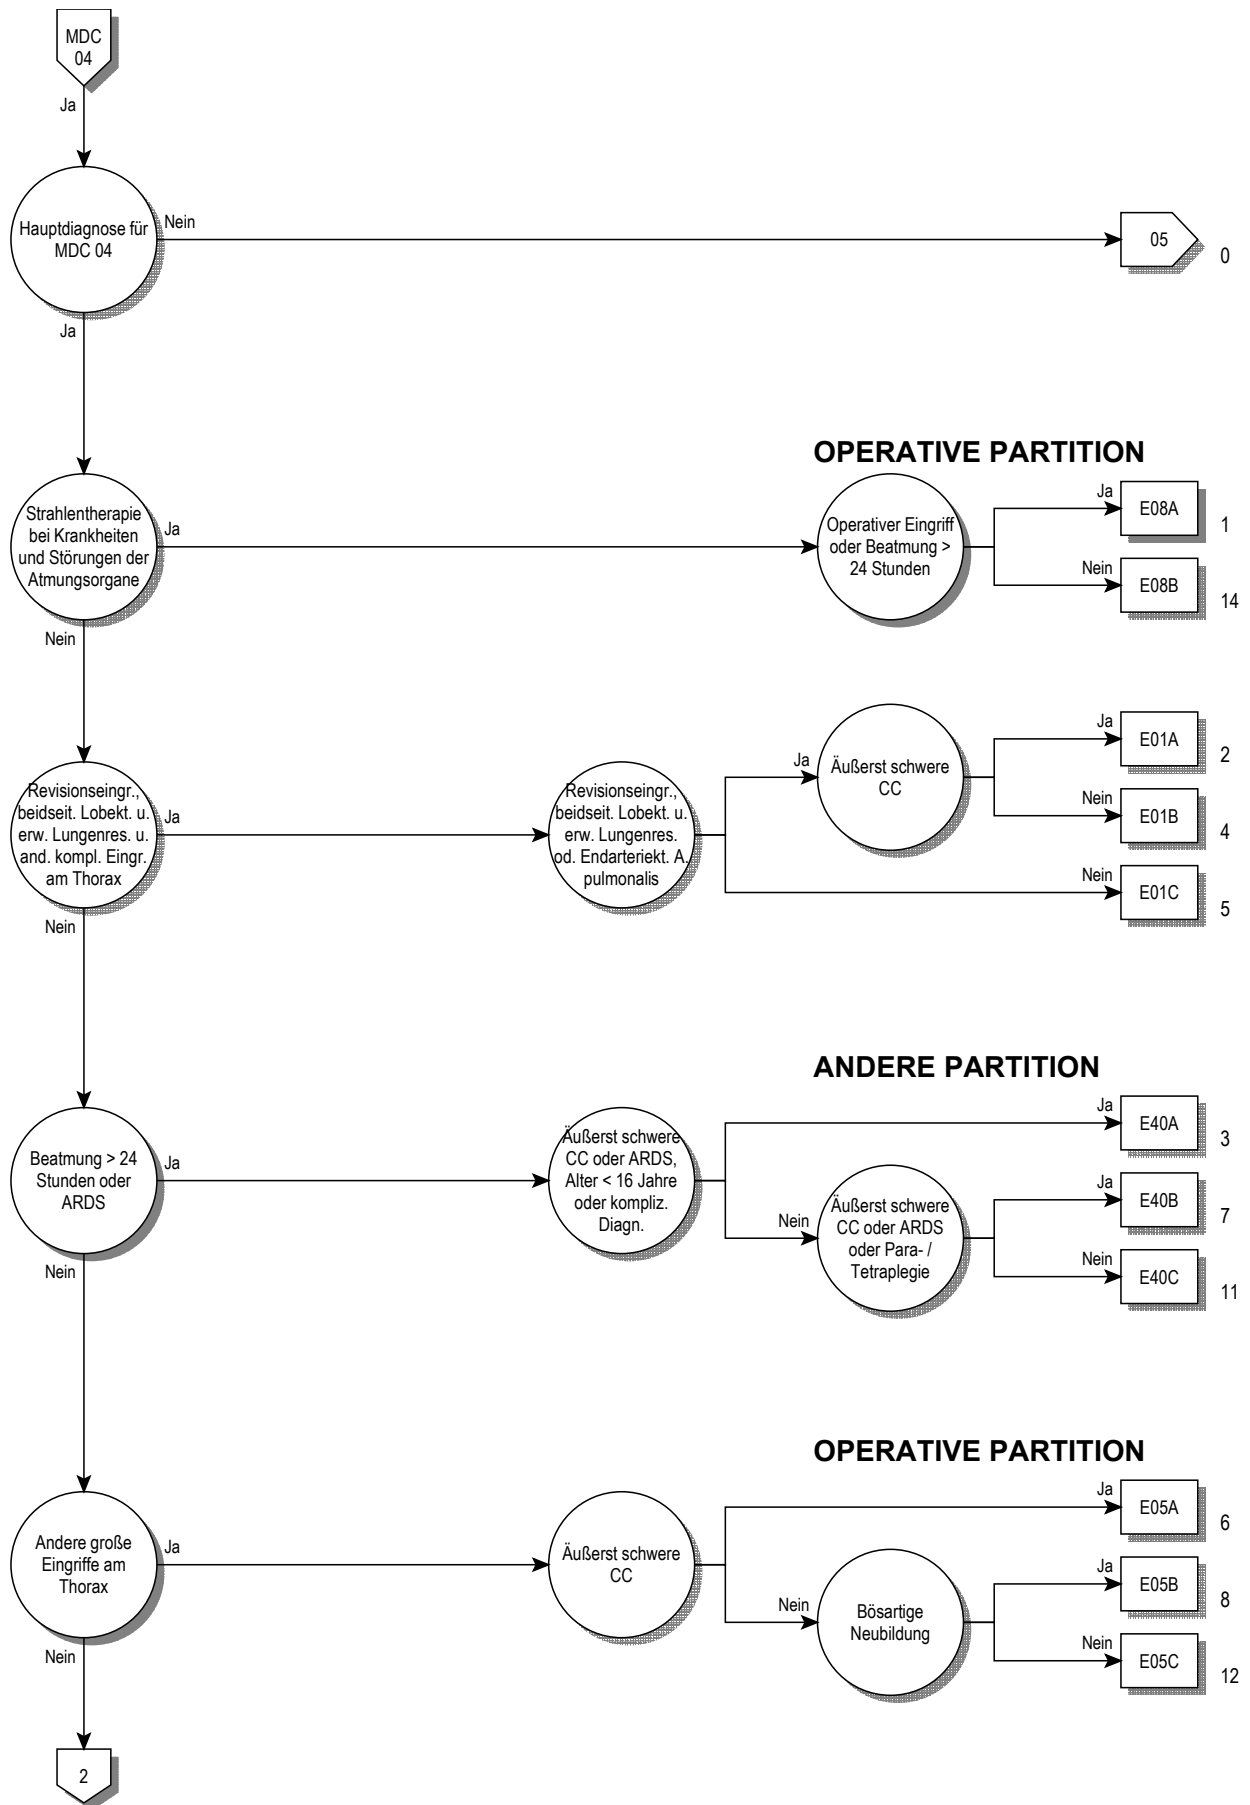 MDC
04
Ja
Hauptdiagnose für
MDC 04
Nein
05
0
Ja
OPERATIVE PARTITION
Strahlentherapie
bei Krankheiten
und Störungen der
Atmungsorgane
Ja
Operativer Eingriff
oder Beatmung >
24 Stunden
Ja
E08A
1
Nein
E08B
14
Nein
Revisionseingr.,
beidseit. Lobekt. u.
erw. Lungenres. u.
and. kompl. Eingr.
am Thorax
Ja
Revisionseingr.,
beidseit. Lobekt. u.
erw. Lungenres.
od. Endarteriekt. A.
pulmonalis
Ja
Äußerst schwere
CC
Ja
E01A
2
Nein
E01B
4
Nein
E01C
5
Nein
ANDERE PARTITION
Beatmung > 24
Stunden oder
ARDS
Ja
Äußerst schwere
CC oder ARDS,
Alter < 16 Jahre
oder kompliz.
Diagn.
Ja
E40A
3
Nein
Äußerst schwere
CC oder ARDS
oder Para- /
Tetraplegie
Ja
E40B
7
Nein
E40C
11
Nein
OPERATIVE PARTITION
Andere große
Eingriffe am
Thorax
Ja
Äußerst schwere
CC
Ja
E05A
6
Nein
Bösartige
Neubildung
Ja
E05B
8
Nein
E05C
12
Nein
2